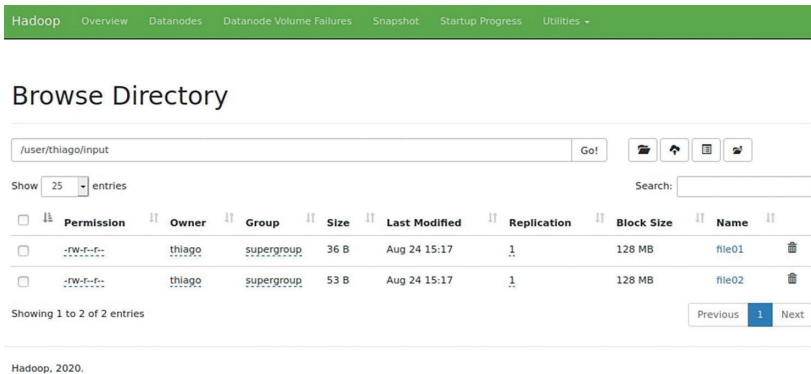 Hadoop Overview Datanodes Datanode Volume Failures Snapshot Startup Progress Utilities
Browse Directory
/user/thiago/input Go!
Show 25 entries Search:
Permission Owner Group Size Last Modified Replication Block Size Name
-rw-r--r-- thiago supergroup 36 B Aug 24 15:17 1 128 MB file01
-rw-r--r-- thiago supergroup 53 B Aug 24 15:17 1 128 MB file02
Showing 1 to 2 of 2 entries Previous 1 Next
Hadoop, 2020.